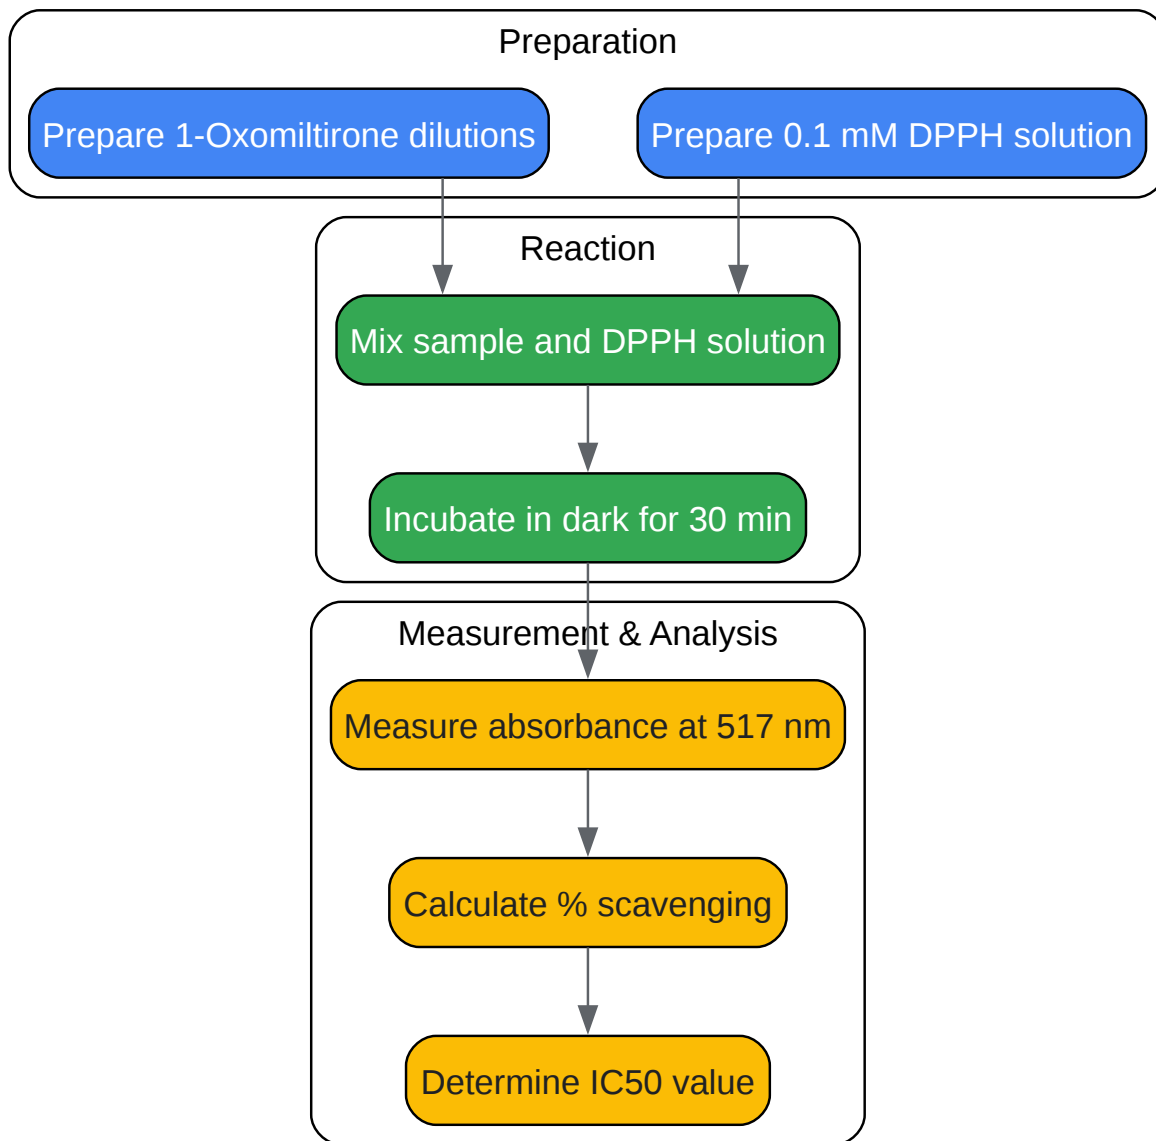 Preparation
Prepare 1-Oxomiltirone dilutions
Prepare 0.1 mM DPPH solution
Reaction
Mix sample and DPPH solution
Incubate in dark for 30 min
Measurement & Analysis
Measure absorbance at 517 nm
Calculate % scavenging
Determine IC50 value